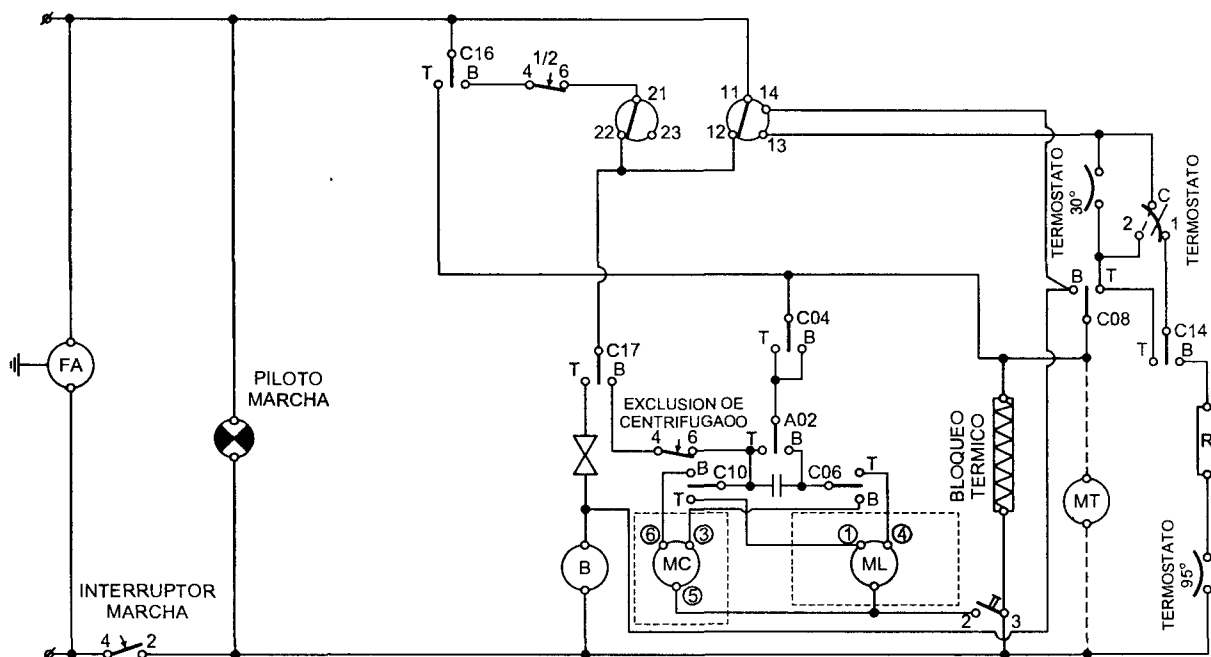 C16
1/2
T
B
4
6
21
22
23
11
14
12
13
TERMOSTATO
30°
C
2
1
TERMOSTATO
B
T
C08
C14
T
B
C04
T
B
C17
T
B
FA
PILOTO
MARCHA
EXCLUSION OE
CENTRIFUGAOO
4
6
A02
T
B
B
C10
C06
T
T
B
BLOQUEO
TERMICO
R
MT
6
3
1
4
MC
ML
B
5
2
3
TERMOSTATO
95°
INTERRUPTOR
MARCHA
4
2